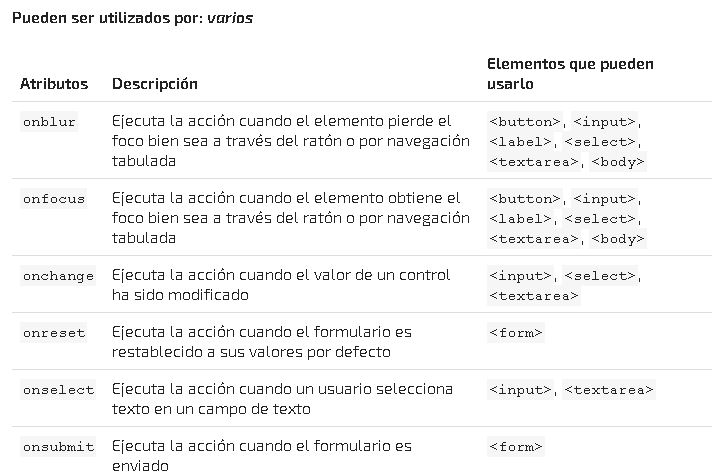 Pueden ser utilizados por: varios
Atributos Descripción Elementos que pueden usarlo
onblur Ejecuta la acción cuando el elemento pierde el <button>, <input>,
foco bien sea a través del ratón o por navegación <label>, <select>,
tabulada <textarea>, <body>
onfocus Ejecuta la acción cuando el elemento obtiene el <button>, <input>,
foco bien sea a través del ratón o por navegación <label>, <select>,
tabulada <textarea>, <body>
onchange Ejecuta la acción cuando el valor de un control <input>, <select>,
ha sido modificado <textarea>
onreset Ejecuta la acción cuando el formulario es <form>
restablecido a sus valores por defecto
onselect Ejecuta la acción cuando un usuario selecciona <input>, <textarea>
texto en un campo de texto
onsubmit Ejecuta la acción cuando el formulario es <form>
enviado